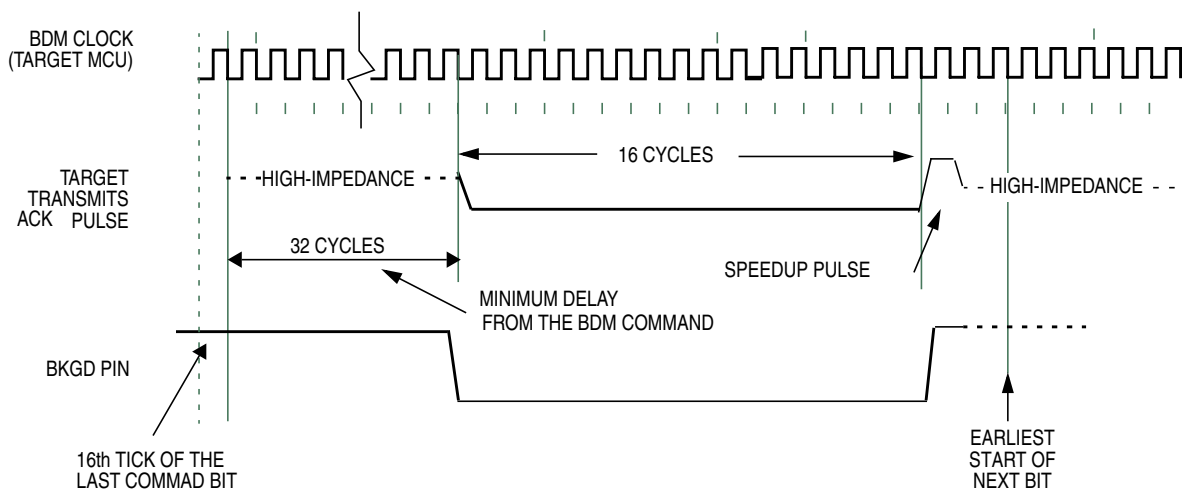 BDM CLOCK
(TARGET MCU)
16 CYCLES
TARGET
TRANSMITS
ACK PULSE
HIGH-IMPEDANCE
HIGH-IMPEDANCE
32 CYCLES
SPEEDUP PULSE
MINIMUM DELAY
FROM THE BDM COMMAND
BKGD PIN
16th TICK OF THE
LAST COMMAD BIT
EARLIEST
START OF
NEXT BIT